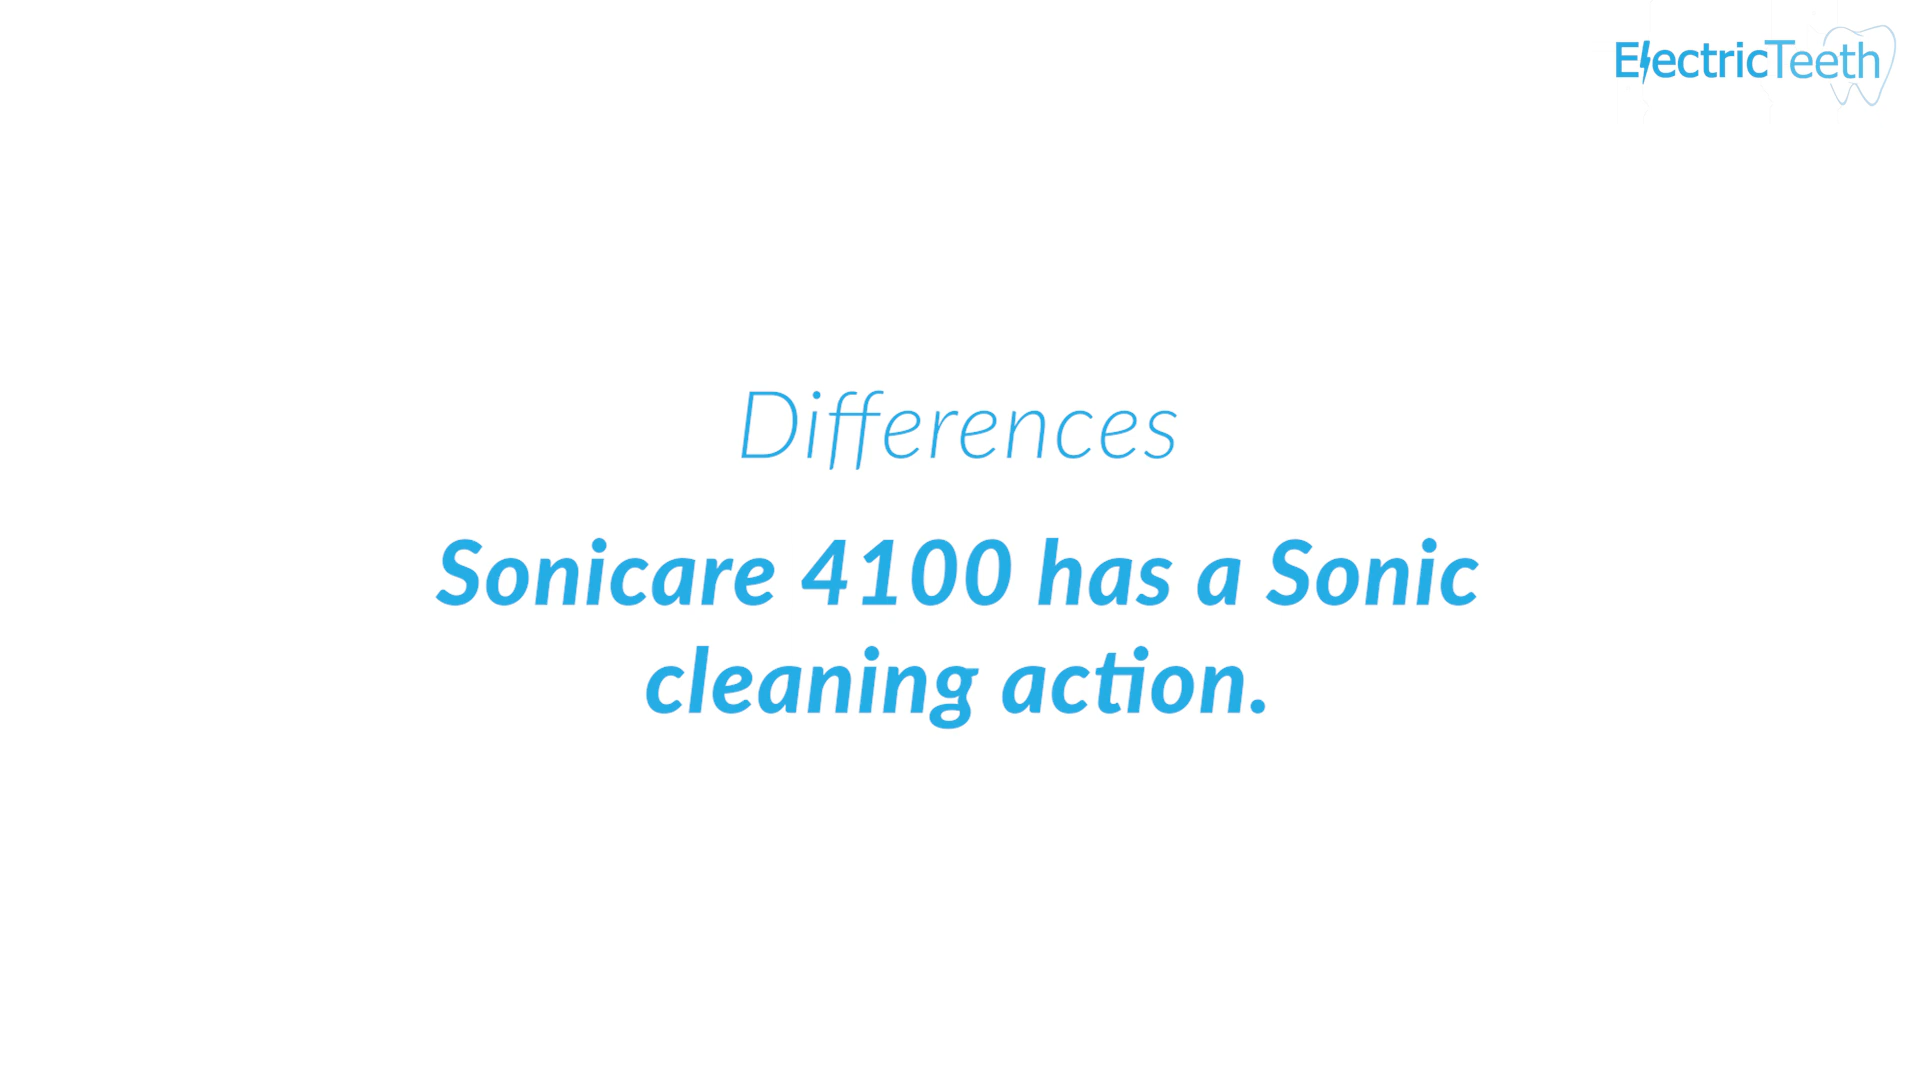 ElectricTeeth
Differences
Sonicare 4100 has a Sonic
cleaning action.